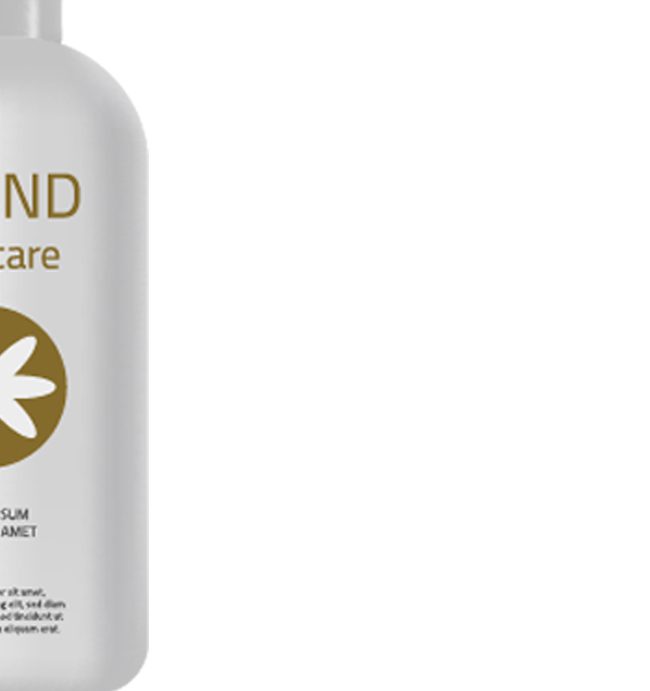 ND
care
SUM
AMET
r sit amet,
g elit, sed diam
od tincidunt ut
aliquam erat.